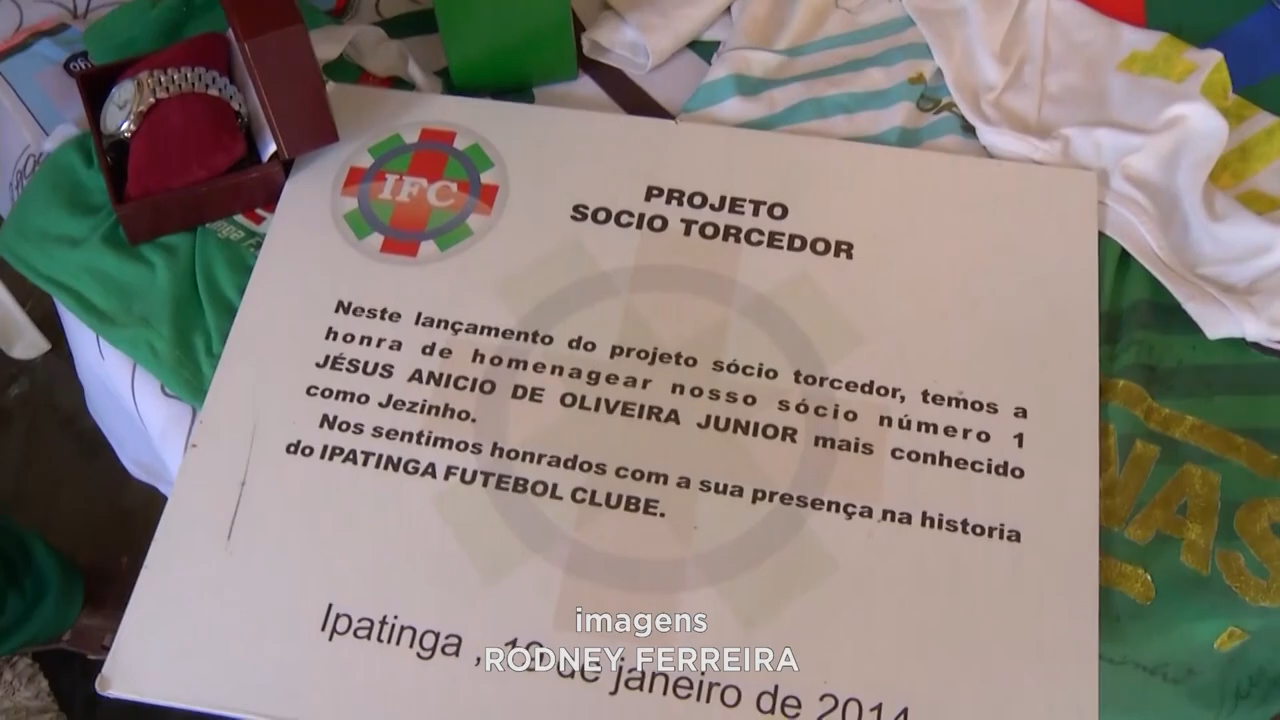 IFC
PROJETO
SOCIO TORCEDOR
Neste lançamento do projeto sócio torcedor, temos a
honra de homenagear nosso sócio número 1
JÉSUS ANICIO DE OLIVEIRA JUNIOR mais conhecido
como Jezinho.
Nos sentimos honrados com a sua presença na historia
do IPATINGA FUTEBOL CLUBE.
Ipatinga , de janeiro de 2014
imagens
RODNEY FERREIRA
NAS